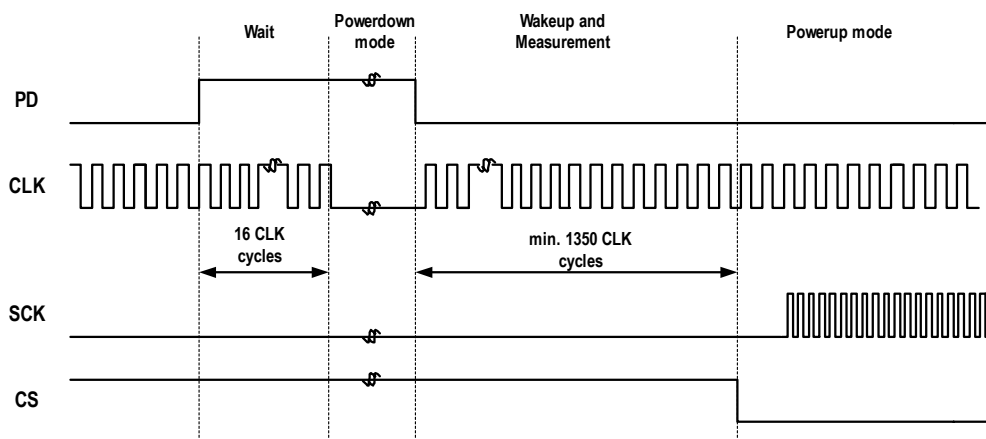 Wait
Powerdown
mode
Wakeup and
Measurement
Powerup mode
PD
CLK
16 CLK
cycles
min. 1350 CLK
cycles
SCK
CS